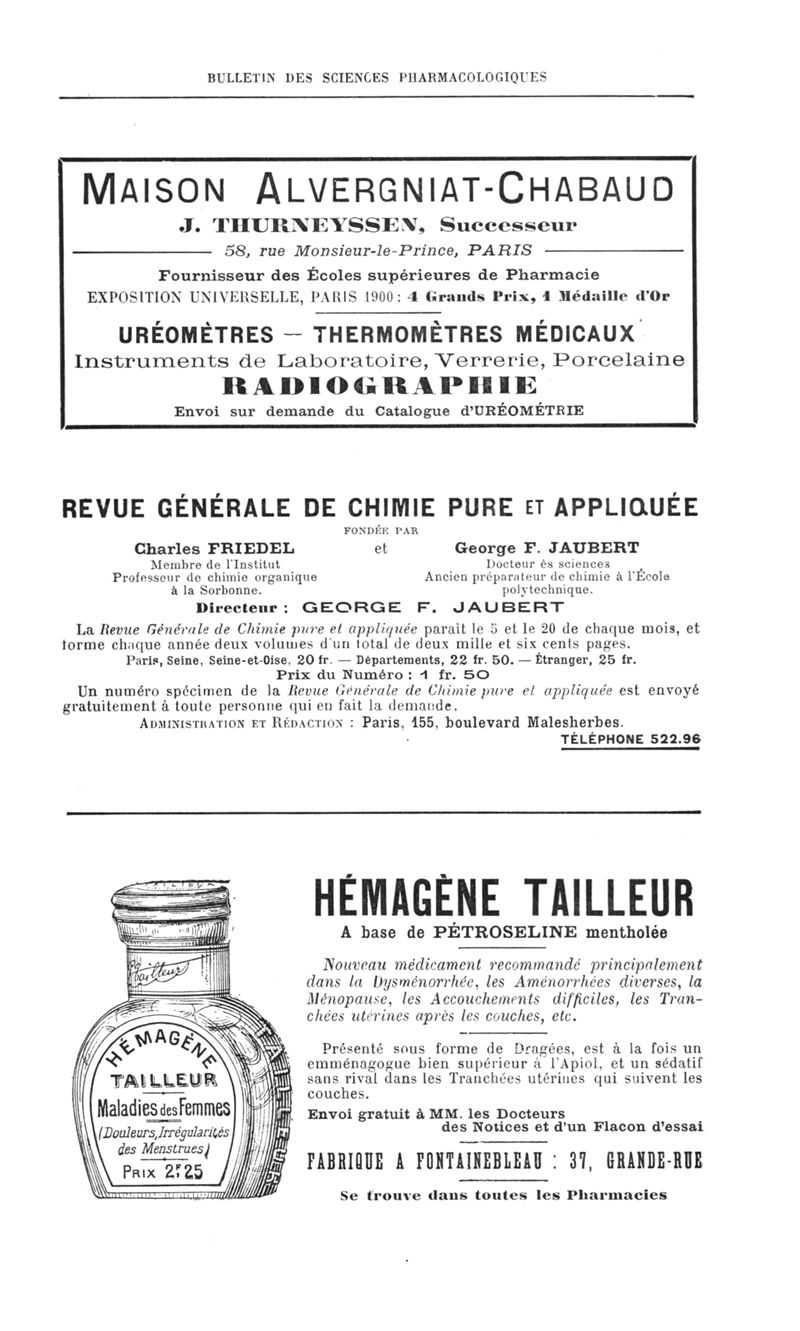 BULLETIN DES SCIENCES PHARMACOLOGIQUES
MAISON ALVERGNIAT-CHABAUD
J. THURNEYSSEN, Successeur
58, rue Monsieur-le-Prince, PARIS
Fournisseur des Écoles supérieures de Pharmacie
EXPOSITION UNIVERSELLE, PARIS 1900 : 4 Grands Prix, 1 Médaille d'Or
URÉOMÈTRES — THERMOMÈTRES MÉDICAUX
Instruments de Laboratoire, Verrerie, Porcelaine
RADIOGRAPHIE
Envoi sur demande du Catalogue d'URÉOMÉTRIE
REVUE GÉNÉRALE DE CHIMIE PURE ET APPLIQUÉE
FONDÉE PAR
Charles FRIEDEL et George F. JAUBERT
Membre de l'Institut Docteur ès sciences
Professeur de chimie organique Ancien préparateur de chimie à l'École
à la Sorbonne. polytechnique.
Directeur : GEORGE F. JAUBERT
La Revue Générale de Chimie pure et appliquée paraît le 5 et le 20 de chaque mois, et
forme chaque année deux volumes d'un total de deux mille et six cents pages.
Paris, Seine, Seine-et-Oise, 20 fr. — Départements, 22 fr. 50. — Étranger, 25 fr.
Prix du Numéro : 1 fr. 50
Un numéro spécimen de la Revue Générale de Chimie pure et appliquée est envoyé
gratuitement à toute personne qui en fait la demande.
ADMINISTRATION ET RÉDACTION : Paris, 155, boulevard Malesherbes.
TÉLÉPHONE 522.96
HÉMAGÈNE TAILLEUR
A base de PÉTROSELINE mentholée
Nouveau médicament recommandé principalement
dans la Dysménorrhée, les Aménorrhées diverses, la
Ménopause, les Accouchements difficiles, les Tran-
chées utérines après les couches, etc.
Présenté sous forme de Dragées, est à la fois un
emménagogue bien supérieur à l'Apiol, et un sédatif
sans rival dans les Tranchées utérines qui suivent les
couches.
Envoi gratuit à MM. les Docteurs
des Notices et d'un Flacon d'essai
FABRIQUE A FONTAINEBLEAU : 37, GRANDE-RUE
Se trouve dans toutes les Pharmacies
Tailleur
HÉMAGÈNE
TAILLEUR
Maladies des Femmes
(Douleurs, Irrégularités
des Menstrues)
PRIX 2F25
TAILLEUR